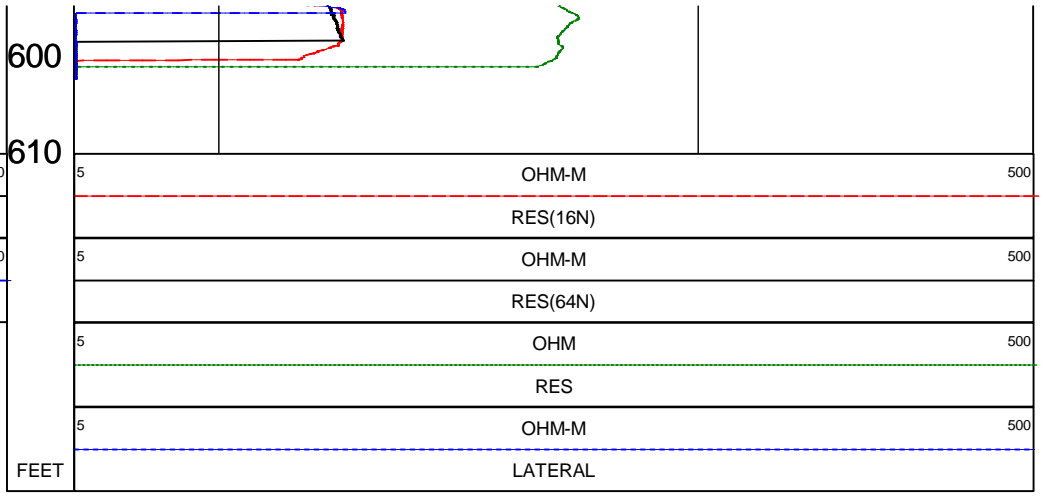 600
610
5 OHM-M 500
RES(16N)
5 OHM-M 500
RES(64N)
5 OHM 500
RES
5 OHM-M 500
FEET LATERAL